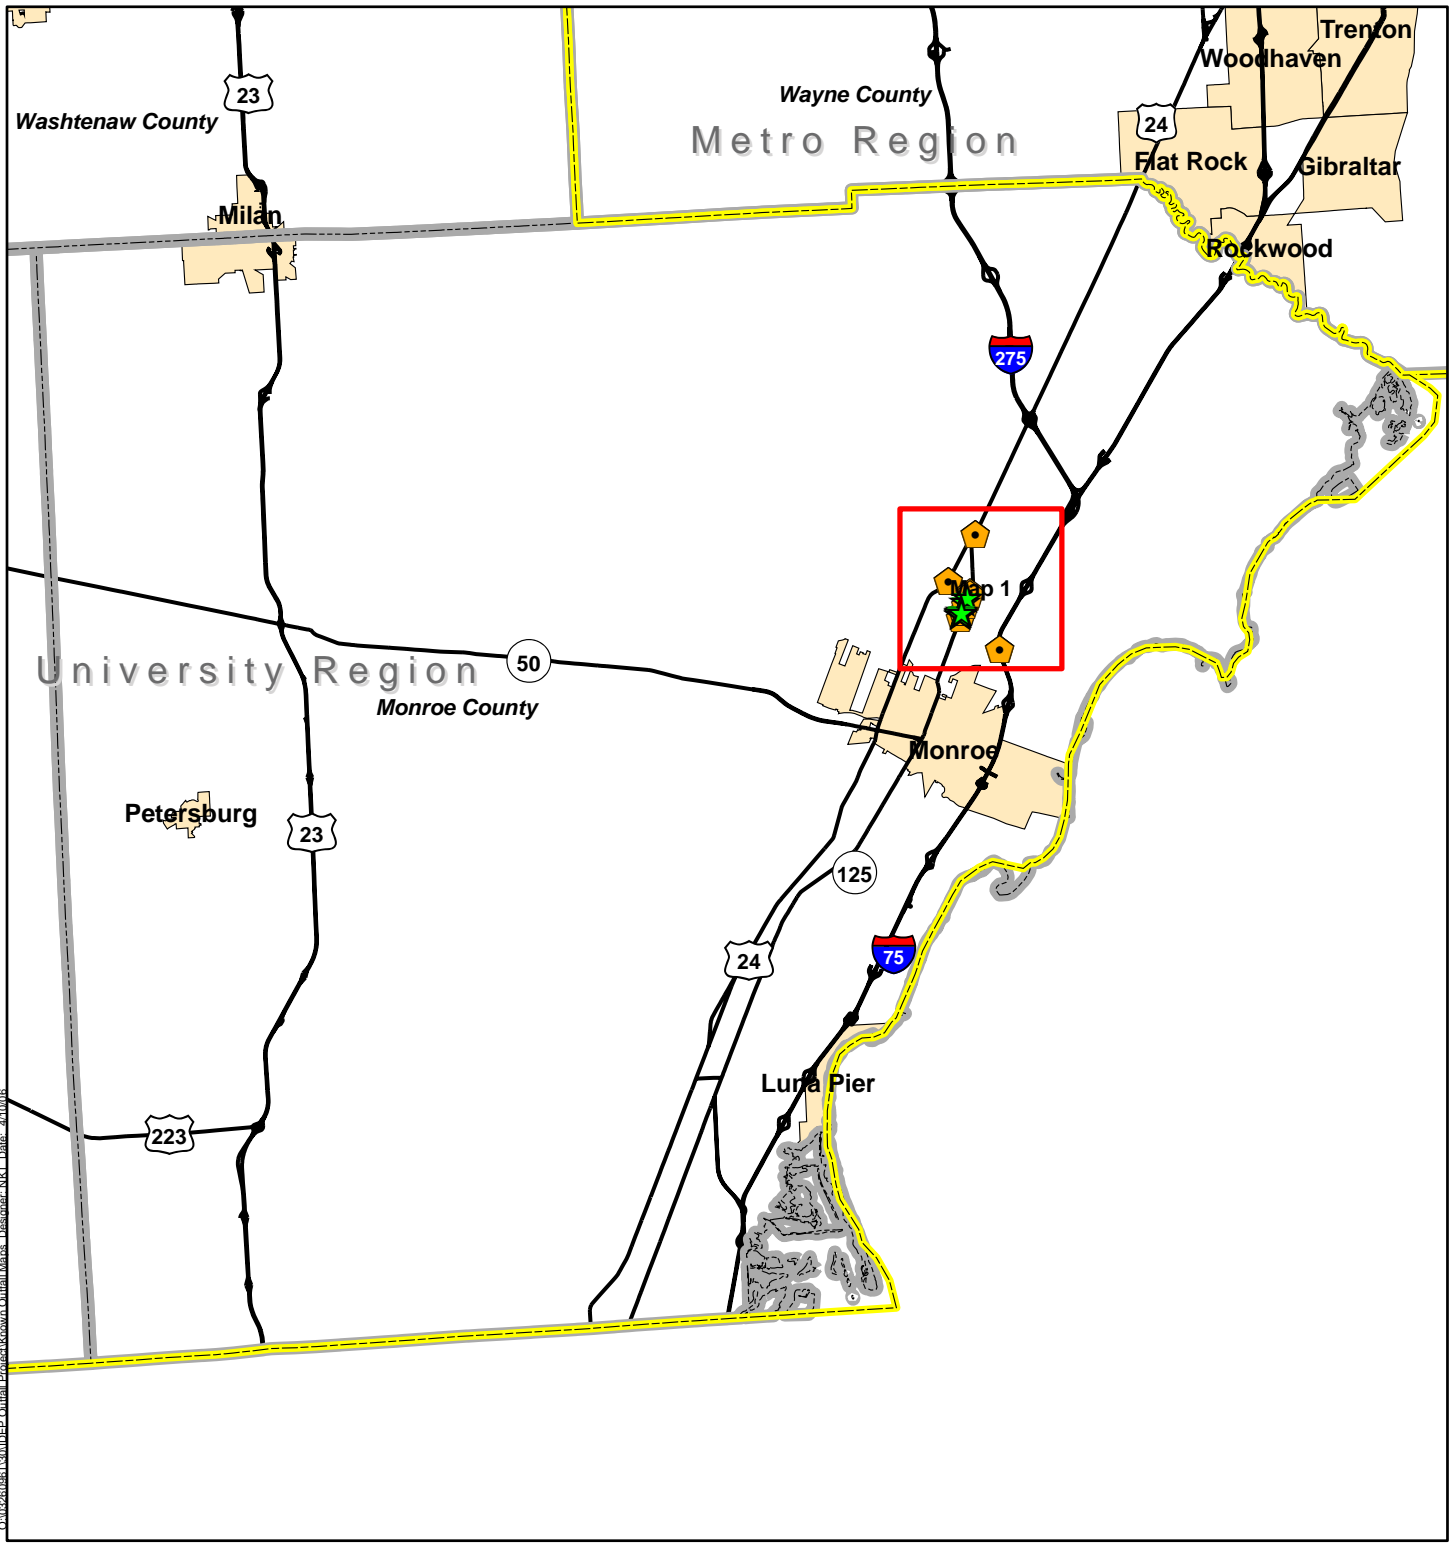 Trenton
Woodhaven
23
Wayne County
Washtenaw County
24
Metro Region
Flat Rock
Gibraltar
Milan
Rockwood
275
Map 1
50
University Region
Monroe County
Monroe
Petersburg
23
125
24
75
Luna Pier
223